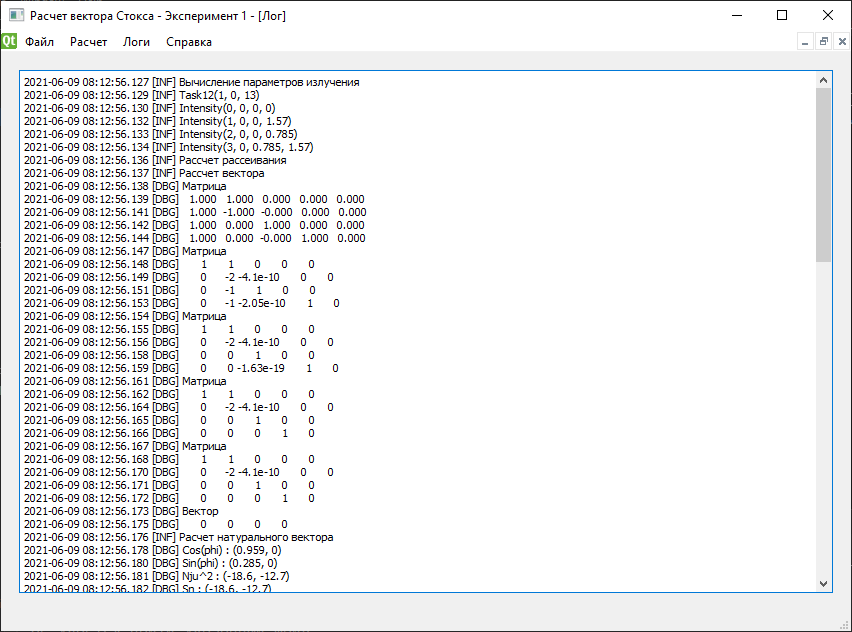 Расчет вектора Стокса - Эксперимент 1 - [Лог]
Qt Файл Расчет Логи Справка
2021-06-09 08:12:56.127 [INF] Вычисление параметров излучения
2021-06-09 08:12:56.129 [INF] Task12(1, 0, 13)
2021-06-09 08:12:56.130 [INF] Intensity(0, 0, 0, 0)
2021-06-09 08:12:56.132 [INF] Intensity(1, 0, 0, 1.57)
2021-06-09 08:12:56.133 [INF] Intensity(2, 0, 0, 0.785)
2021-06-09 08:12:56.134 [INF] Intensity(3, 0, 0.785, 1.57)
2021-06-09 08:12:56.136 [INF] Рассчет рассеивания
2021-06-09 08:12:56.137 [INF] Рассчет вектора
2021-06-09 08:12:56.138 [DBG] Матрица
2021-06-09 08:12:56.139 [DBG] 1.000 1.000 0.000 0.000 0.000
2021-06-09 08:12:56.141 [DBG] 1.000 -1.000 -0.000 0.000 0.000
2021-06-09 08:12:56.142 [DBG] 1.000 0.000 1.000 0.000 0.000
2021-06-09 08:12:56.144 [DBG] 1.000 0.000 -0.000 1.000 0.000
2021-06-09 08:12:56.147 [DBG] Матрица
2021-06-09 08:12:56.148 [DBG] 1 1 0 0 0
2021-06-09 08:12:56.149 [DBG] 0 -2 -4.1e-10 0 0
2021-06-09 08:12:56.151 [DBG] 0 -1 1 0 0
2021-06-09 08:12:56.153 [DBG] 0 -1 -2.05e-10 1 0
2021-06-09 08:12:56.154 [DBG] Матрица
2021-06-09 08:12:56.155 [DBG] 1 1 0 0 0
2021-06-09 08:12:56.156 [DBG] 0 -2 -4.1e-10 0 0
2021-06-09 08:12:56.158 [DBG] 0 0 1 0 0
2021-06-09 08:12:56.159 [DBG] 0 0 -1.63e-19 1 0
2021-06-09 08:12:56.161 [DBG] Матрица
2021-06-09 08:12:56.162 [DBG] 1 1 0 0 0
2021-06-09 08:12:56.164 [DBG] 0 -2 -4.1e-10 0 0
2021-06-09 08:12:56.165 [DBG] 0 0 1 0 0
2021-06-09 08:12:56.166 [DBG] 0 0 0 1 0
2021-06-09 08:12:56.167 [DBG] Матрица
2021-06-09 08:12:56.168 [DBG] 1 1 0 0 0
2021-06-09 08:12:56.170 [DBG] 0 -2 -4.1e-10 0 0
2021-06-09 08:12:56.171 [DBG] 0 0 1 0 0
2021-06-09 08:12:56.172 [DBG] 0 0 0 1 0
2021-06-09 08:12:56.173 [DBG] Вектор
2021-06-09 08:12:56.175 [DBG] 0 0 0 0
2021-06-09 08:12:56.176 [INF] Расчет натурального вектора
2021-06-09 08:12:56.178 [DBG] Cos(phi) : (0.959, 0)
2021-06-09 08:12:56.180 [DBG] Sin(phi) : (0.285, 0)
2021-06-09 08:12:56.181 [DBG] Nju^2 : (-18.6, -12.7)
2021-06-09 08:12:56.182 [DBG] Sn : (-18.6, -12.7)